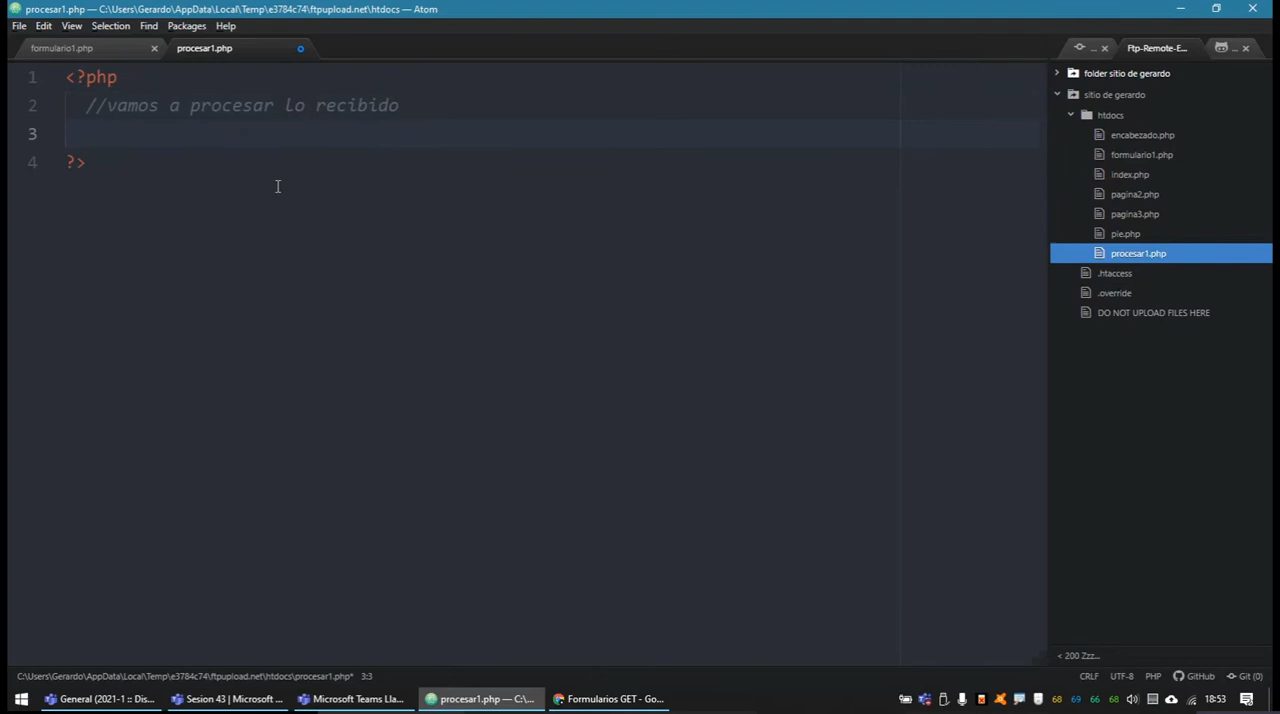 procesar1.php — C:\Users\Gerardo\AppData\Local\Temp\e3784c74\ftpupload.net\htdocs — Atom
File Edit View Selection Find Packages Help
formulario1.php
procesar1.php
...
Ftp-Remote-E...
...
1 <?php
2 //vamos a procesar lo recibido
3
4 ?>
folder sitio de gerardo
sitio de gerardo
htdocs
encabezado.php
formulario1.php
index.php
pagina2.php
pagina3.php
pie.php
procesar1.php
.htaccess
.override
DO NOT UPLOAD FILES HERE
< 200 Zzz...
C:\Users\Gerardo\AppData\Local\Temp\e3784c74\ftpupload.net\htdocs\procesar1.php* 3:3
CRLF UTF-8 PHP GitHub Git (0)
General (2021-1 :: Dis...
Sesion 43 | Microsoft ...
Microsoft Teams Lla...
procesar1.php — C:\...
Formularios GET - Go...
68 69 66 68 18:53